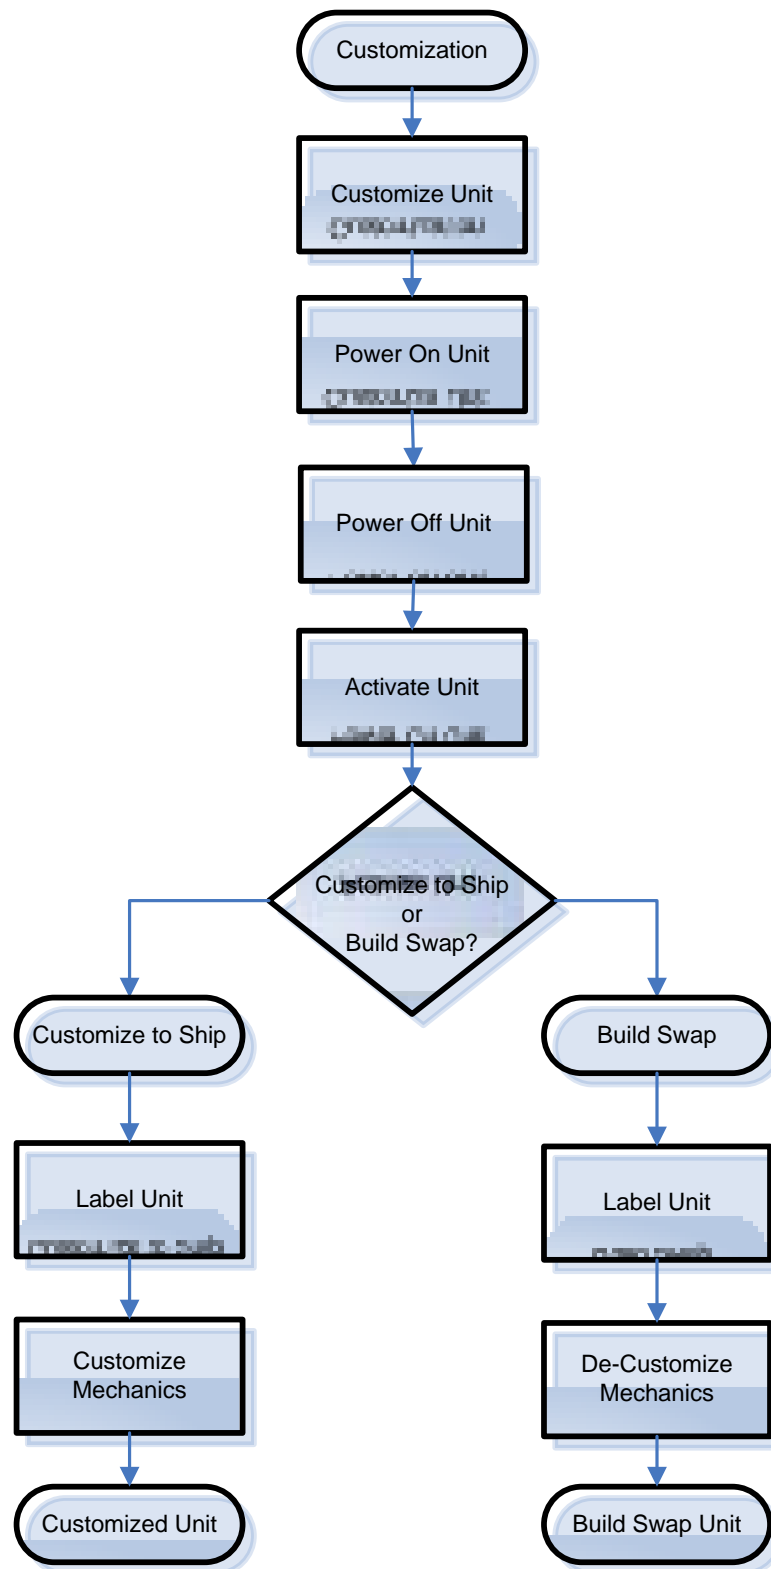 Customization
Customize Unit
Power On Unit
Power Off Unit
Activate Unit
Customize to Ship
or
Build Swap?
Customize to Ship
Build Swap
Label Unit
Label Unit
Customize
Mechanics
De-Customize
Mechanics
Customized Unit
Build Swap Unit